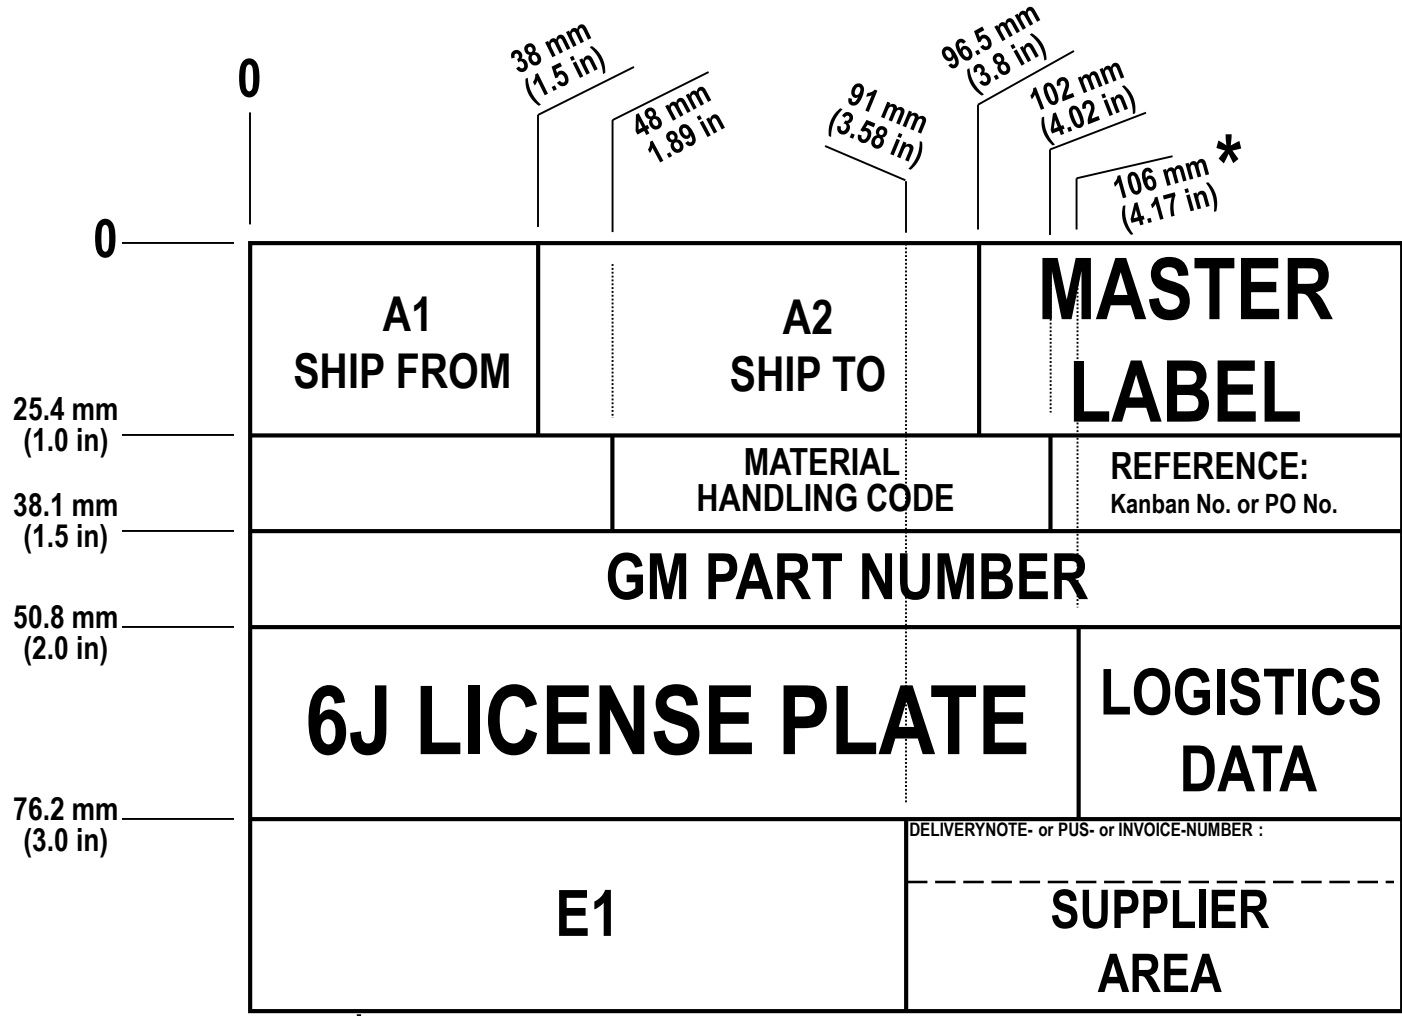 0
38 mm
(1.5 in)
48 mm
1.89 in
91 mm
(3.58 in)
96.5 mm
(3.8 in)
102 mm
(4.02 in)
106 mm *
(4.17 in)
0
A1
SHIP FROM
A2
SHIP TO
MASTER
LABEL
25.4 mm
(1.0 in)
MATERIAL
HANDLING CODE
REFERENCE:
Kanban No. or PO No.
38.1 mm
(1.5 in)
GM PART NUMBER
50.8 mm
(2.0 in)
6J LICENSE PLATE
LOGISTICS
DATA
76.2 mm
(3.0 in)
DELIVERYNOTE- or PUS- or INVOICE-NUMBER :
E1
SUPPLIER
AREA